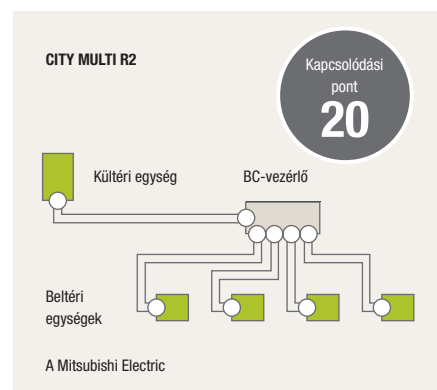 CITY MULTI R2
Kapcsolódási
pont
20
Kültéri egység
BC-vezérlő
Beltéri
egységek
A Mitsubishi Electric